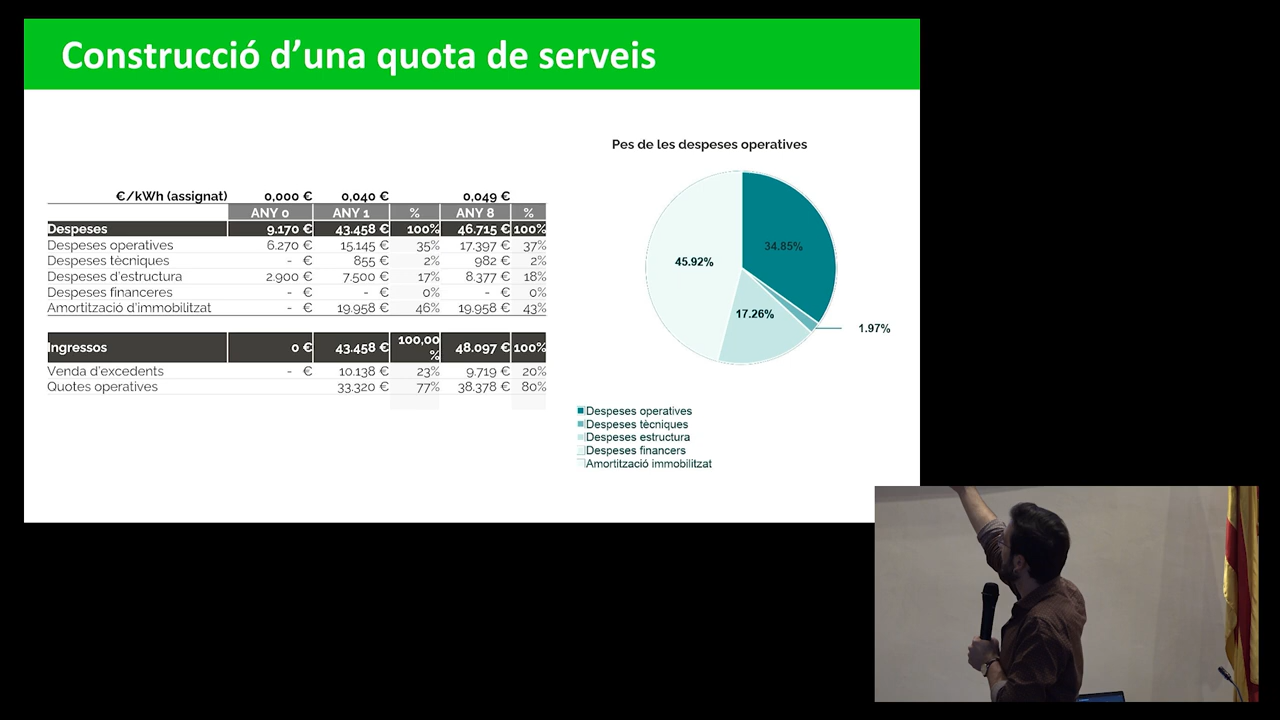 Construcció d’una quota de serveis
€/kWh (assignat) 0,000 € 0,040 € 0,049 €
ANY 0 ANY 1 % ANY 8 %
Despeses 9.170 € 43.458 € 100% 46.715 € 100%
Despeses operatives 6.270 € 15.145 € 35% 17.397 € 37%
Despeses tècniques - € 855 € 2% 982 € 2%
Despeses d'estructura 2.900 € 7.500 € 17% 8.377 € 18%
Despeses financeres - € - € 0% - € 0%
Amortització d'immobilitzat - € 19.958 € 46% 19.958 € 43%
Ingressos 0 € 43.458 € 100,00 % 48.097 € 100%
Venda d'excedents - € 10.138 € 23% 9.719 € 20%
Quotes operatives 33.320 € 77% 38.378 € 80%
Pes de les despeses operatives
34.85%
45.92%
17.26%
1.97%
Despeses operatives
Despeses tècniques
Despeses estructura
Despeses financers
Amortització immobilitzat